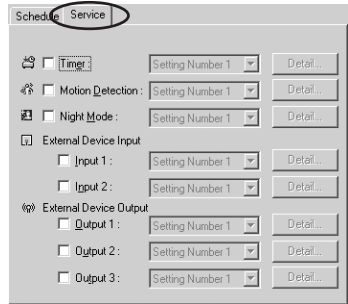 Schedule Service
Timer : Setting Number 1 Detail...
Motion Detection : Setting Number 1 Detail...
Night Mode : Setting Number 1 Detail...
External Device Input
Input 1 : Setting Number 1 Detail...
Input 2 : Setting Number 1 Detail...
External Device Output
Output 1 : Setting Number 1 Detail...
Output 2 : Setting Number 1 Detail...
Output 3 : Setting Number 1 Detail...